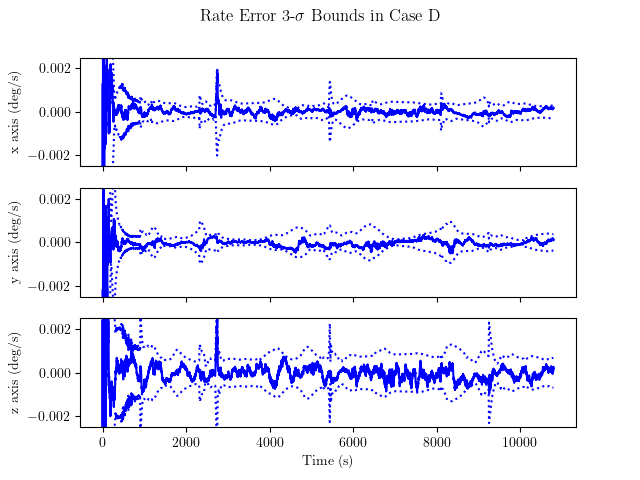 Rate Error 3-σ Bounds in Case D
0.002
0.000
−0.002
x axis (deg/s)
0.002
0.000
−0.002
y axis (deg/s)
0.002
0.000
−0.002
z axis (deg/s)
0 2000 4000 6000 8000 10000
Time (s)